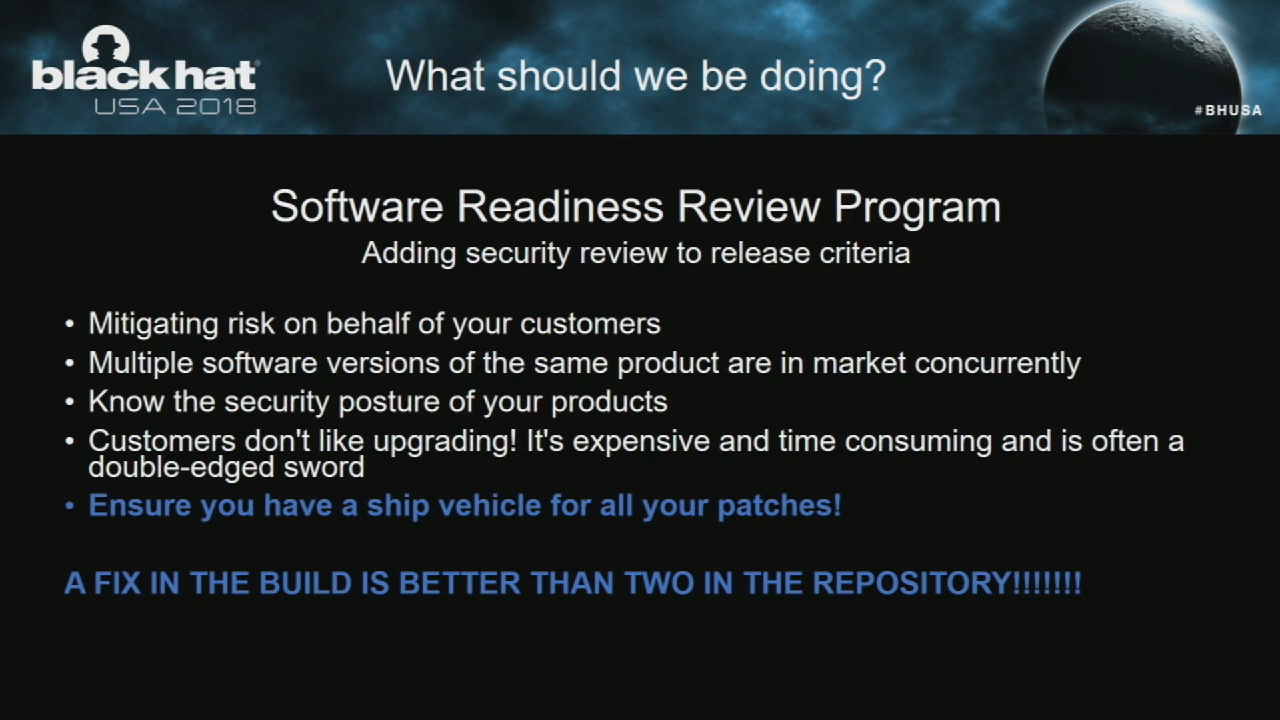 black hat
USA 2018
What should we be doing?
#BHUSA
Software Readiness Review Program
Adding security review to release criteria
• Mitigating risk on behalf of your customers
• Multiple software versions of the same product are in market concurrently
• Know the security posture of your products
• Customers don't like upgrading! It's expensive and time consuming and is often a
double-edged sword
• Ensure you have a ship vehicle for all your patches!
A FIX IN THE BUILD IS BETTER THAN TWO IN THE REPOSITORY!!!!!!!